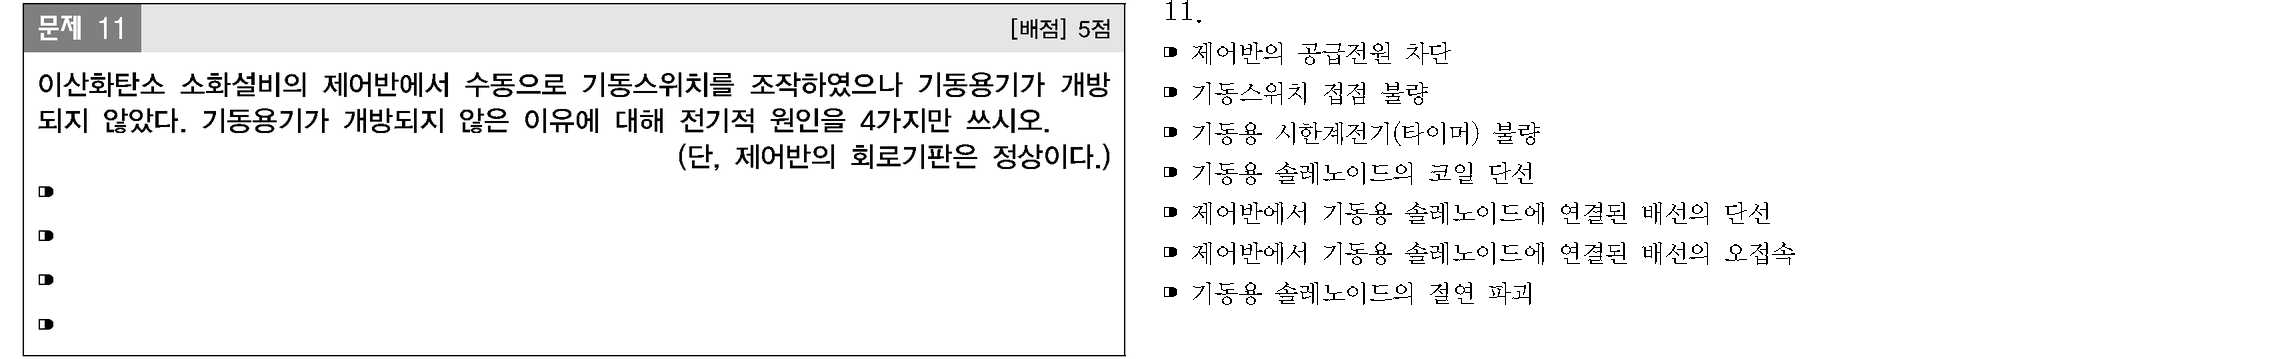 문제 11
[배점] 5점
이산화탄소 소화설비의 제어반에서 수동으로 기동스위치를 조작하였으나 기동용기가 개방
되지 않았다. 기동용기가 개방되지 않은 이유에 대해 전기적 원인을 4가지만 쓰시오.
(단, 제어반의 회로기판은 정상이다.)
11.
제어반의 공급전원 차단
기동스위치 접점 불량
기동용 시한계전기(타이머) 불량
기동용 솔레노이드의 코일 단선
제어반에서 기동용 솔레노이드에 연결된 배선의 단선
제어반에서 기동용 솔레노이드에 연결된 배선의 오접속
기동용 솔레노이드의 절연 파괴